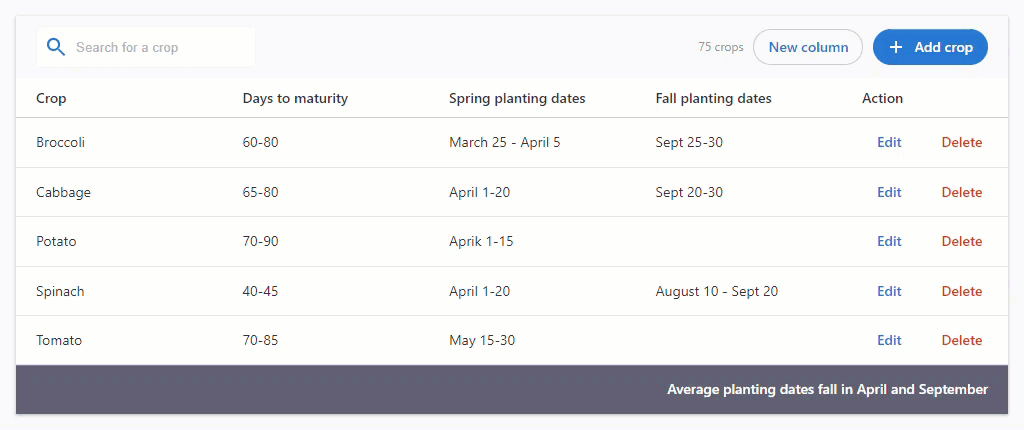 Search for a crop 75 crops New column + Add crop
Crop Days to maturity Spring planting dates Fall planting dates Action
Broccoli 60-80 March 25 - April 5 Sept 25-30 Edit Delete
Cabbage 65-80 April 1-20 Sept 20-30 Edit Delete
Potato 70-90 Aprik 1-15 Edit Delete
Spinach 40-45 April 1-20 August 10 - Sept 20 Edit Delete
Tomato 70-85 May 15-30 Edit Delete
Average planting dates fall in April and September